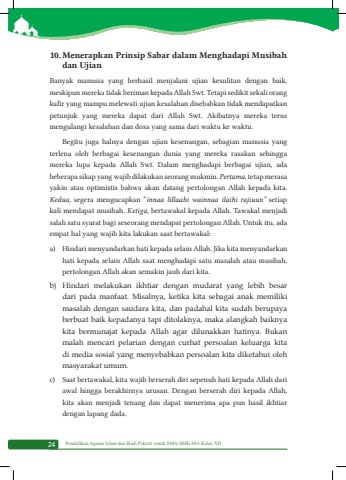 10. Menerapkan Prinsip Sabar dalam Menghadapi Musibah
dan Ujian
Banyak manusia yang berhasil menjalani ujian kesulitan dengan baik,
meskipun mereka tidak beriman kepada Allah Swt. Tetapi sedikit sekali orang
kafir yang mampu melewati ujian kesalahan disebabkan tidak mendapatkan
petunjuk yang mereka dapat dari Allah Swt. Akibatnya mereka terus
mengulangi kesalahan dan dosa yang sama dari waktu ke waktu.
Begitu juga halnya dengan ujian kesenangan, sebagian manusia yang
terlena oleh berbagai kesenangan dunia yang mereka rasakan sehingga
mereka lupa kepada Allah Swt. Dalam menghadapi berbagai ujian, ada
beberapa sikap yang wajib dilakukan seorang mukmin. Pertama, tetap merasa
yakin atau optimistis bahwa akan datang pertolongan Allah kepada kita.
Kedua, segera mengucapkan "innaa lillaahi wainnaa ilaihi rajiuun" setiap
kali mendapat musibah. Ketiga, bertawakal kepada Allah. Tawakal menjadi
salah satu syarat bagi seseorang mendapat pertolongan Allah. Untuk itu, ada
empat hal yang wajib kita lakukan saat bertawakal:
a) Hindari menyandarkan hati kepada selain Allah. Jika kita menyandarkan
hati kepada selain Allah saat menghadapi satu masalah atau musibah,
pertolongan Allah akan semakin jauh dari kita.
b) Hindari melakukan ikhtiar dengan mudarat yang lebih besar
dari pada manfaat. Misalnya, ketika kita sebagai anak memiliki
masalah dengan saudara kita, dan padahal kita sudah berupaya
berbuat baik kepadanya tapi ditolaknya, maka alangkah baiknya
kita bermunajat kepada Allah agar dilunakkan hatinya. Bukan
malah mencari pelarian dengan curhat persoalan keluarga kita
di media sosial yang menyebabkan persoalan kita diketahui oleh
masyarakat umum.
c) Saat bertawakal, kita wajib berserah diri sepenuh hati kepada Allah dari
awal hingga berakhirnya urusan. Dengan berserah diri kepada Allah,
kita akan menjadi tenang dan dapat menerima apa pun hasil ikhtiar
dengan lapang dada.
24 Pendidikan Agama Islam dan Budi Pekerti untuk SMA/SMK/MA Kelas XII